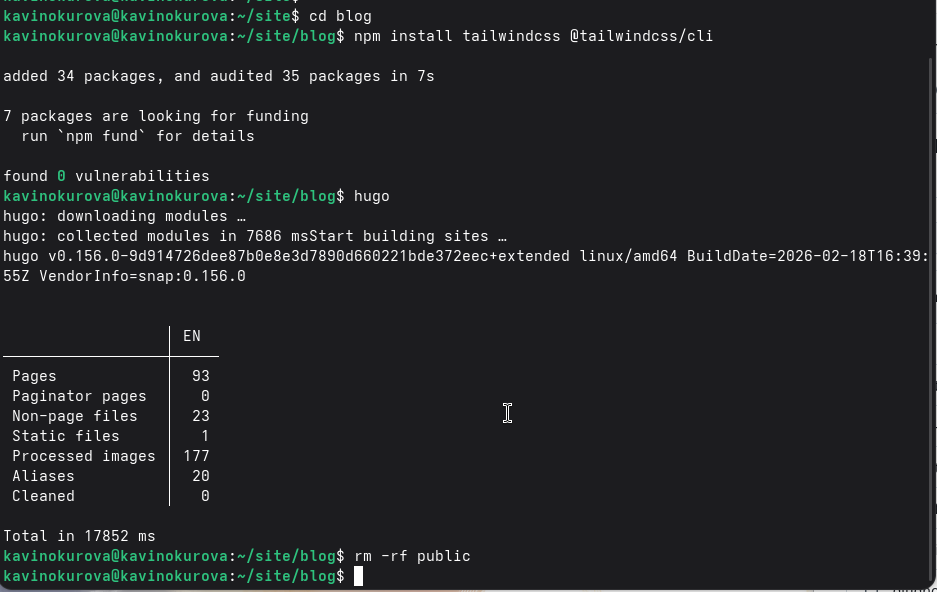 kavinokurova@kavinokurova:~/site$ cd blog
kavinokurova@kavinokurova:~/site/blog$ npm install tailwindcss @tailwindcss/cli
added 34 packages, and audited 35 packages in 7s
7 packages are looking for funding
  run `npm fund` for details
found 0 vulnerabilities
kavinokurova@kavinokurova:~/site/blog$ hugo
hugo: downloading modules …
hugo: collected modules in 7686 msStart building sites …
hugo v0.156.0-9d914726dee87b0e8e3d7890d660221bde372eec+extended linux/amd64 BuildDate=2026-02-18T16:39:
55Z VendorInfo=snap:0.156.0
EN
Pages 93
Paginator pages 0
Non-page files 23
Static files 1
Processed images 177
Aliases 20
Cleaned 0
Total in 17852 ms
kavinokurova@kavinokurova:~/site/blog$ rm -rf public
kavinokurova@kavinokurova:~/site/blog$